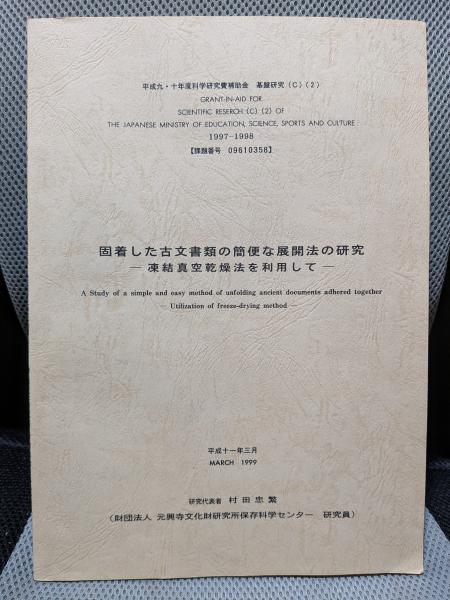 平成九・十年度科学研究費補助金　基盤研究(C)(2)
GRANT-IN-AID FOR
SCIENTIFIC RESERCH (C) (2) OF
THE JAPANESE MINISTRY OF EDUCATION, SCIENCE, SPORTS AND CULTURE
1997−1998
【課題番号　09610358】
固着した古文書類の簡便な展開法の研究
― 凍結真空乾燥法を利用して ―
A Study of a simple and easy method of unfolding ancient documents adhered together
― Utilization of freeze-drying method ―
平成十一年三月
MARCH　1999
研究代表者　村田忠繁
(財団法人　元興寺文化財研究所保存科学センター　研究員)